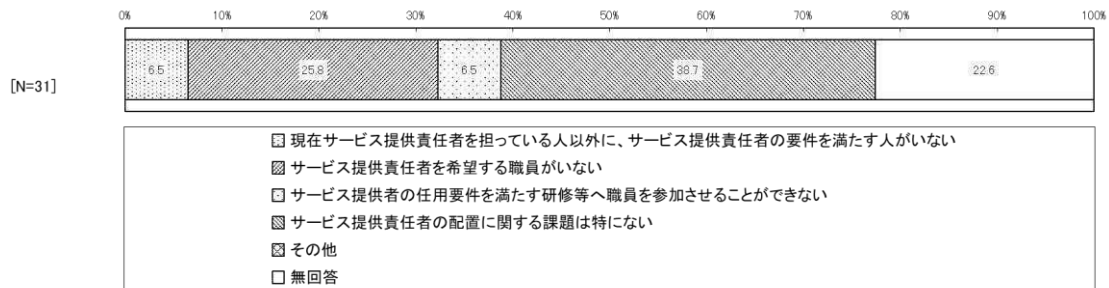 0% 10% 20% 30% 40% 50% 60% 70% 80% 90% 100%
[N=31] 6.5 25.8 6.5 38.7 22.6
現在サービス提供責任者を担っている人以外に、サービス提供責任者の要件を満たす人がいない
サービス提供責任者を希望する職員がいない
サービス提供者の任用要件を満たす研修等へ職員を参加させることができない
サービス提供責任者の配置に関する課題は特にない
その他
無回答